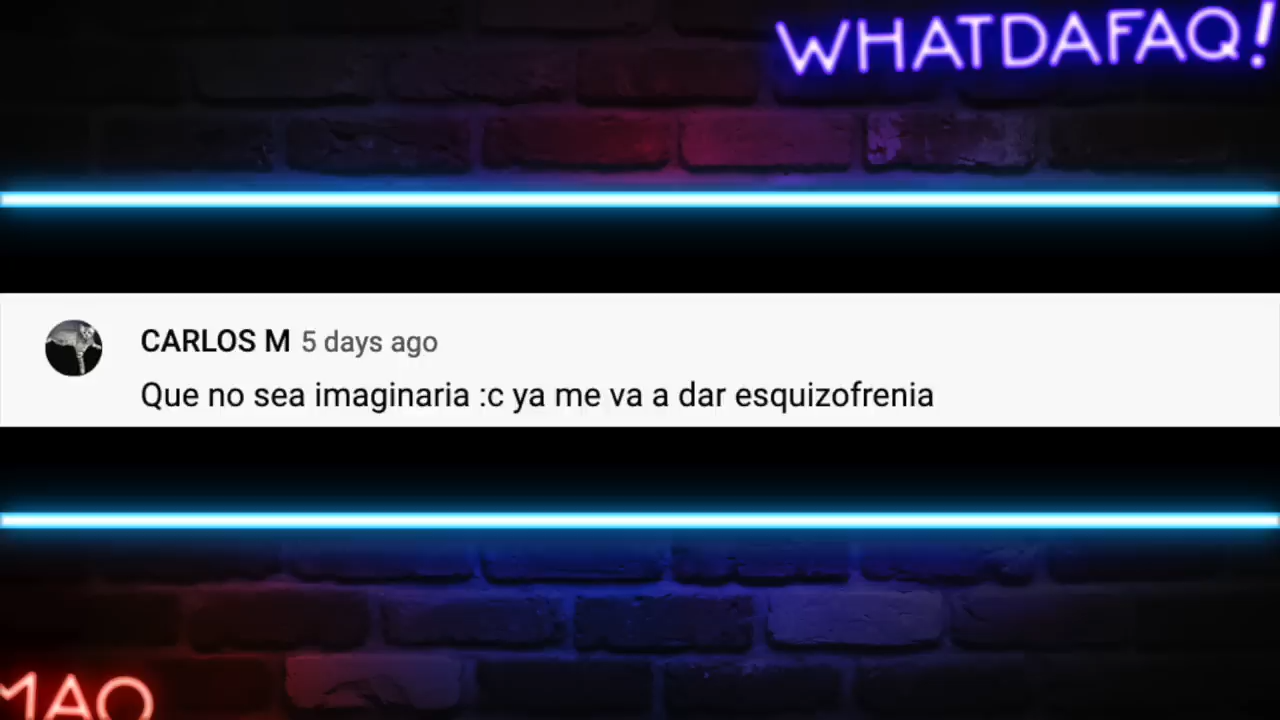 WHATDAFAQ!
CARLOS M 5 days ago
Que no sea imaginaria :c ya me va a dar esquizofrenia
MAO